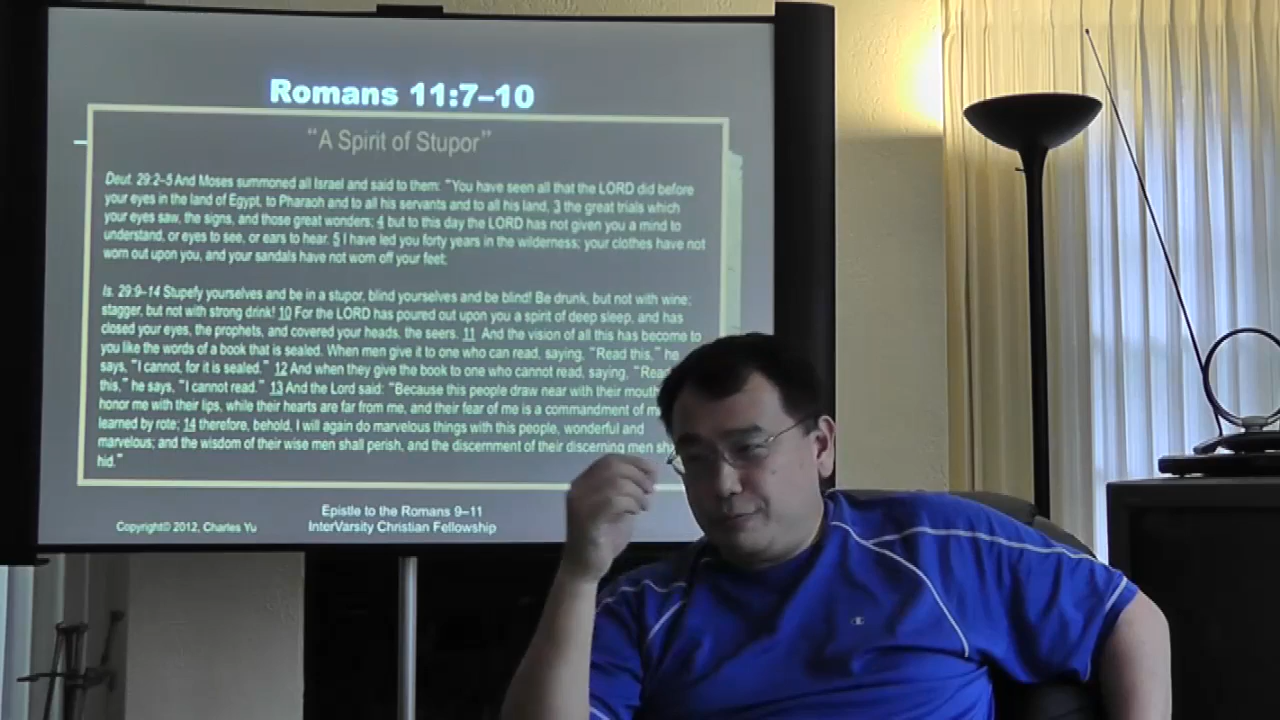 Romans 11:7–10
“A Spirit of Stupor”
Deut. 29:2–5 And Moses summoned all Israel and said to them: “You have seen all that the LORD did before
your eyes in the land of Egypt, to Pharaoh and to all his servants and to all his land, 3 the great trials which
your eyes saw, the signs, and those great wonders; 4 but to this day the LORD has not given you a mind to
understand, or eyes to see, or ears to hear. 5 I have led you forty years in the wilderness; your clothes have not
worn out upon you, and your sandals have not worn off your feet;
Is. 29:9–14 Stupefy yourselves and be in a stupor, blind yourselves and be blind! Be drunk, but not with wine;
stagger, but not with strong drink! 10 For the LORD has poured out upon you a spirit of deep sleep, and has
closed your eyes, the prophets, and covered your heads, the seers. 11 And the vision of all this has become to
you like the words of a book that is sealed. When men give it to one who can read, saying, “Read this,” he
says, “I cannot, for it is sealed.” 12 And when they give the book to one who cannot read, saying, “Read
this,” he says, “I cannot read.” 13 And the Lord said: “Because this people draw near with their mouth
honor me with their lips, while their hearts are far from me, and their fear of me is a commandment of
learned by rote; 14 therefore, behold, I will again do marvelous things with this people, wonderful and
marvelous; and the wisdom of their wise men shall perish, and the discernment of their discerning men
hid.”
Epistle to the Romans 9–11
Copyright© 2012, Charles Yu InterVarsity Christian Fellowship